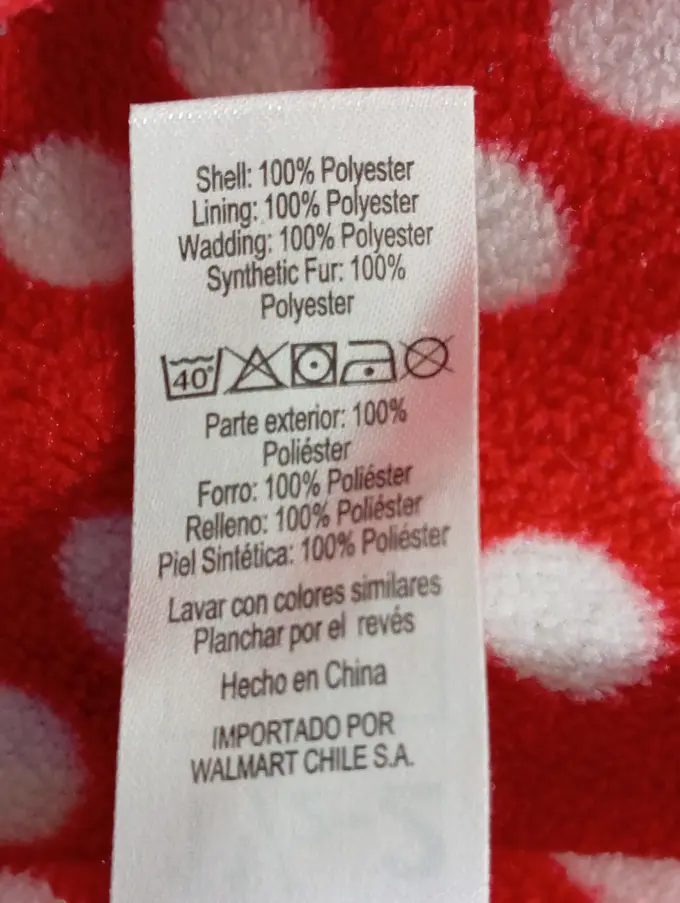 Shell: 100% Polyester
Lining: 100% Polyester
Wadding: 100% Polyester
Synthetic Fur: 100%
Polyester
40°
Parte exterior: 100%
Poliéster
Forro: 100% Poliéster
Relleno: 100% Poliéster
Piel Sintética: 100% Poliéster
Lavar con colores similares
Planchar por el revés
Hecho en China
IMPORTADO POR
WALMART CHILE S.A.